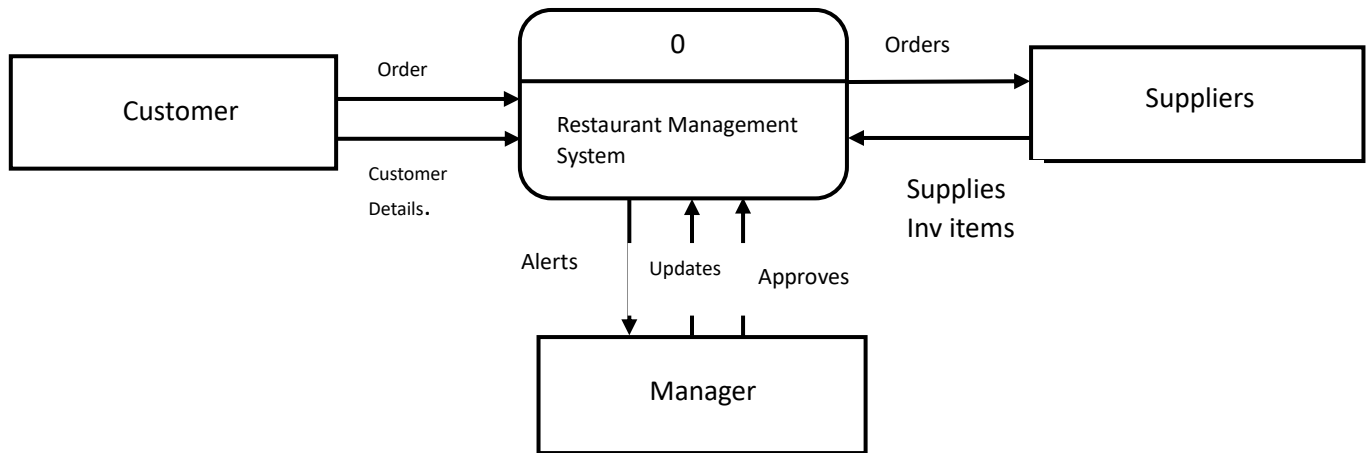 0
Orders
Order
Customer
Suppliers
Restaurant Management
System
Customer
Details.
Supplies
Inv items
Alerts
Updates
Approves
Manager